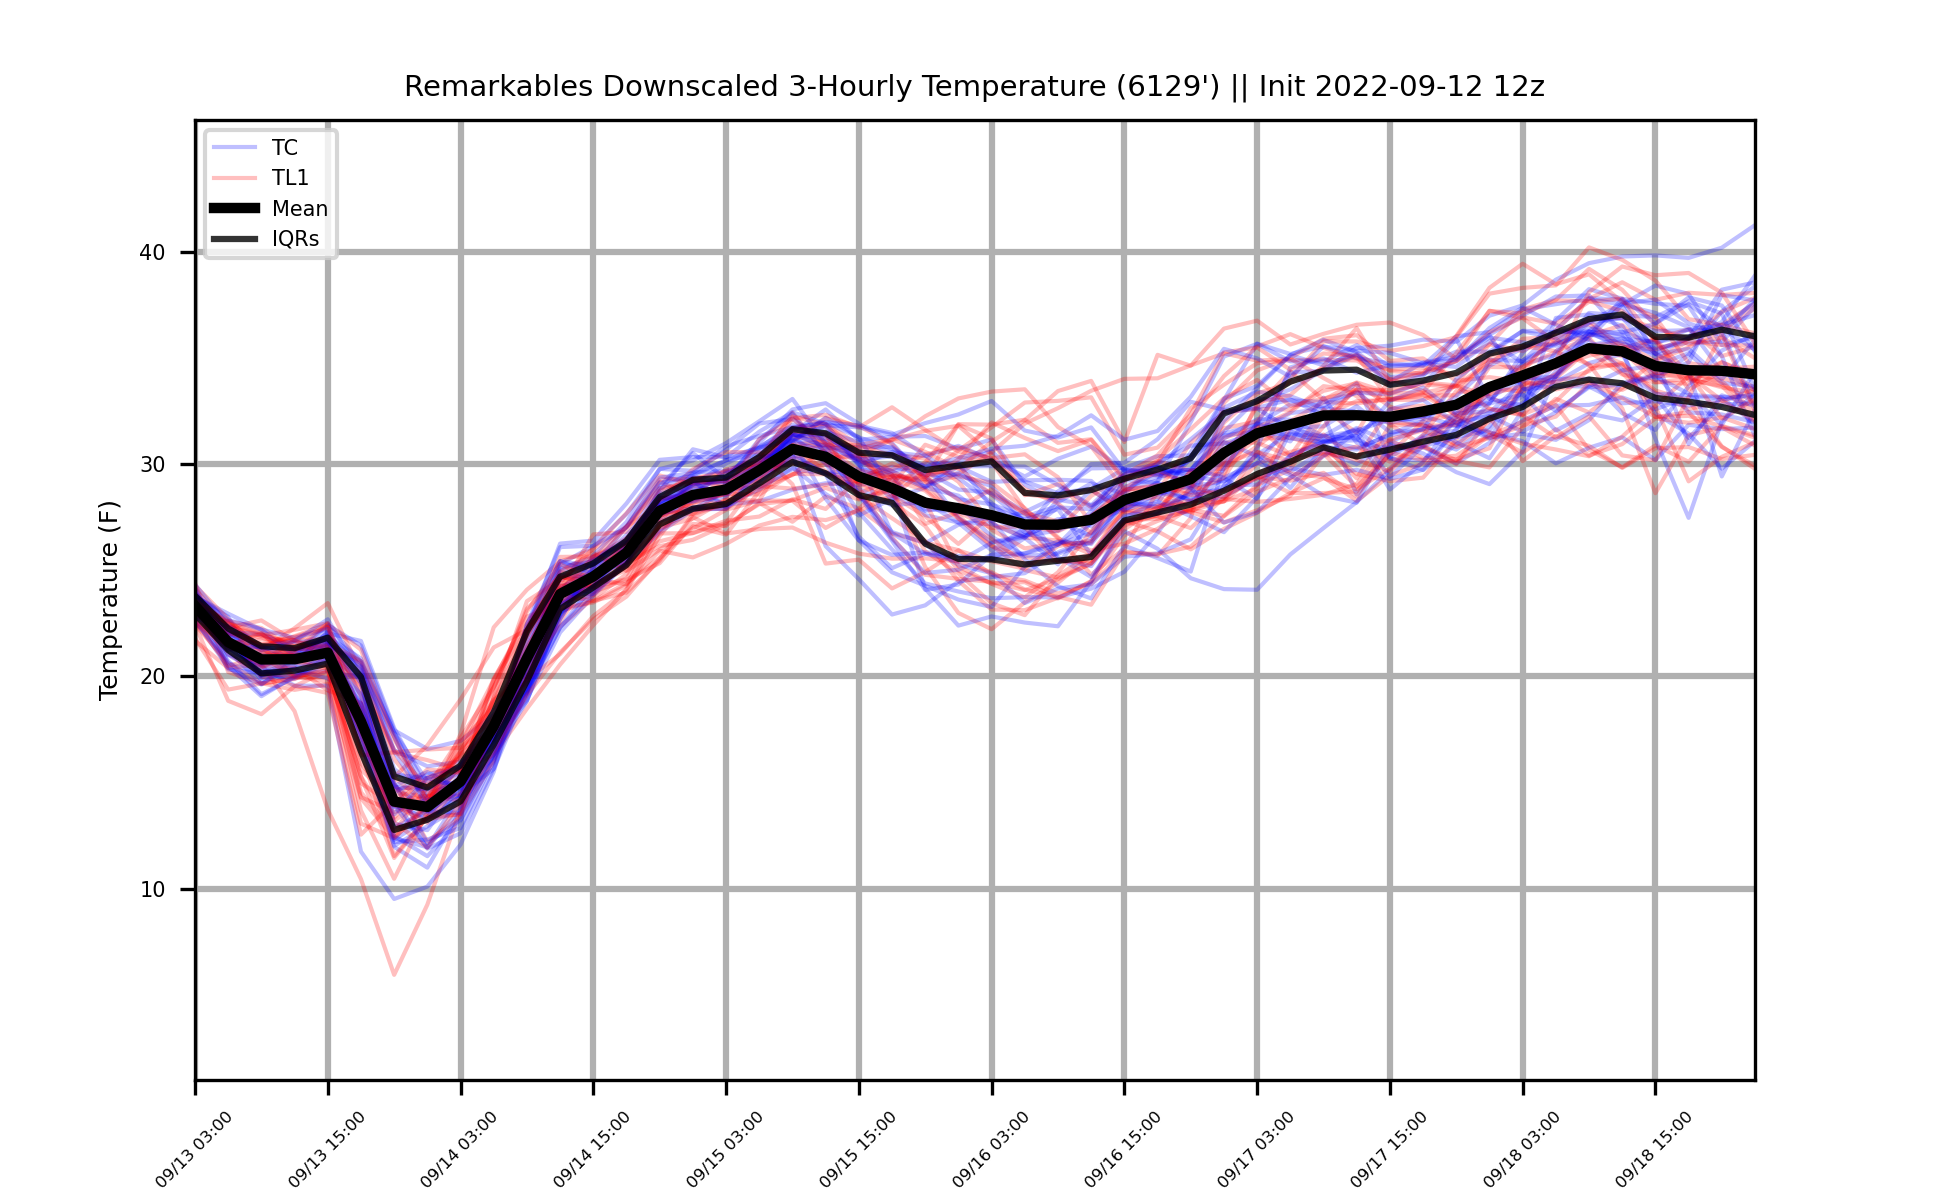 Remarkables Downscaled 3-Hourly Temperature (6129') || Init 2022-09-12 12z
TC
TL1
Mean
IQRs
Temperature (F)
40
30
20
10
09/13 03:00
09/13 15:00
09/14 03:00
09/14 15:00
09/15 03:00
09/15 15:00
09/16 03:00
09/16 15:00
09/17 03:00
09/17 15:00
09/18 03:00
09/18 15:00